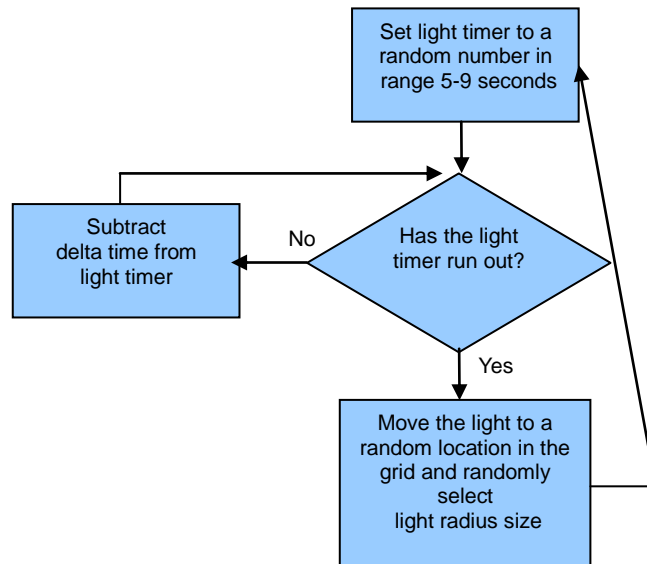 Set light timer to a
random number in
range 5-9 seconds
Subtract
delta time from
light timer
No
Has the light
timer run out?
Yes
Move the light to a
random location in the
grid and randomly
select
light radius size